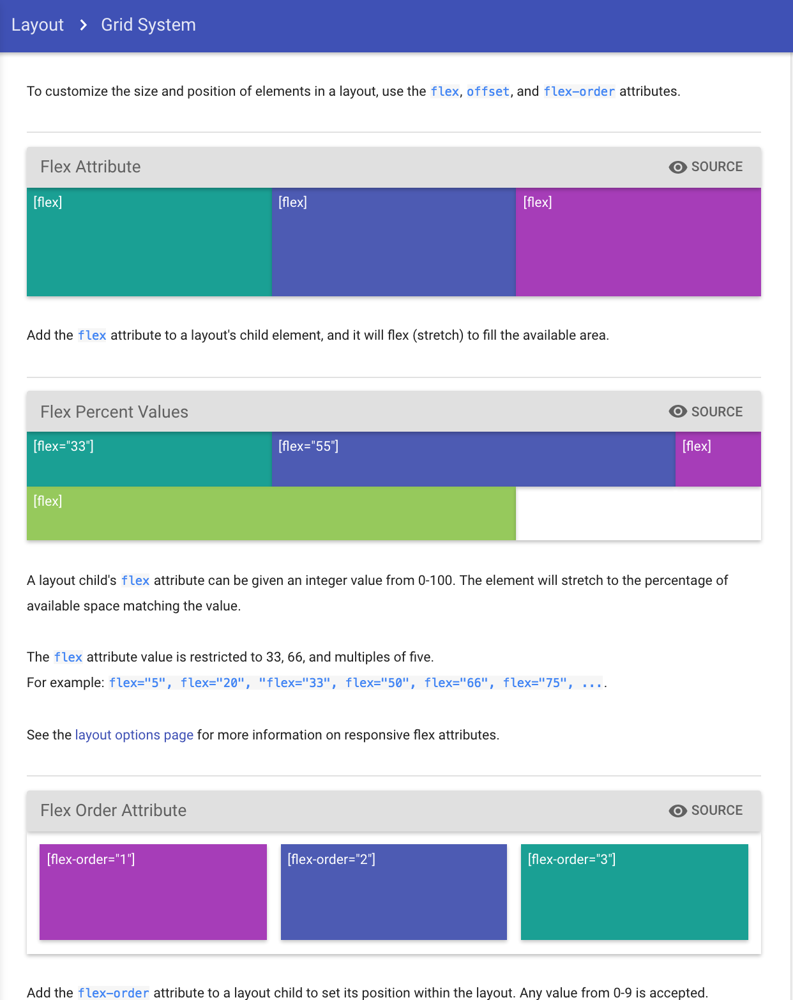 Layout > Grid System
To customize the size and position of elements in a layout, use the flex, offset, and flex-order attributes.
Flex Attribute SOURCE
[flex] [flex] [flex]
Add the flex attribute to a layout's child element, and it will flex (stretch) to fill the available area.
Flex Percent Values SOURCE
[flex="33"] [flex="55"] [flex]
[flex]
A layout child's flex attribute can be given an integer value from 0-100. The element will stretch to the percentage of
available space matching the value.
The flex attribute value is restricted to 33, 66, and multiples of five.
For example: flex="5", flex="20", "flex="33", flex="50", flex="66", flex="75", ... .
See the layout options page for more information on responsive flex attributes.
Flex Order Attribute SOURCE
[flex-order="1"] [flex-order="2"] [flex-order="3"]
Add the flex-order attribute to a layout child to set its position within the layout. Any value from 0-9 is accepted.